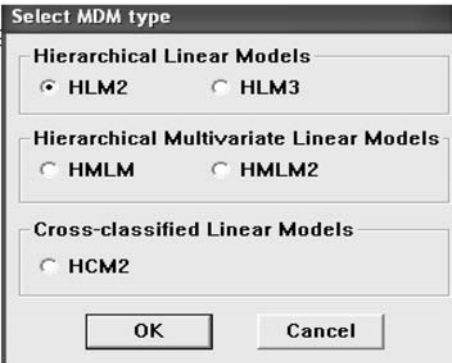 Select MDM type
Hierarchical Linear Models
HLM2 HLM3
Hierarchical Multivariate Linear Models
HMLM HMLM2
Cross-classified Linear Models
HCM2
OK Cancel